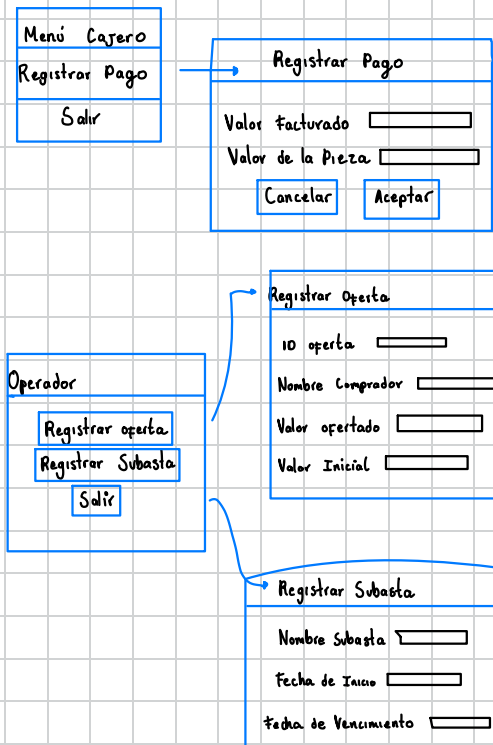 Menú Cajero
Registrar Pago
Salir
Registrar Pago
Valor Facturado
Valor de la Pieza
Cancelar
Aceptar
Operador
Registrar oferta
Registrar Subasta
Salir
Registrar Oferta
ID oferta
Nombre Comprador
Valor ofertado
Valor Inicial
Registrar Subasta
Nombre Subasta
Fecha de Inicio
Fecha de Vencimiento